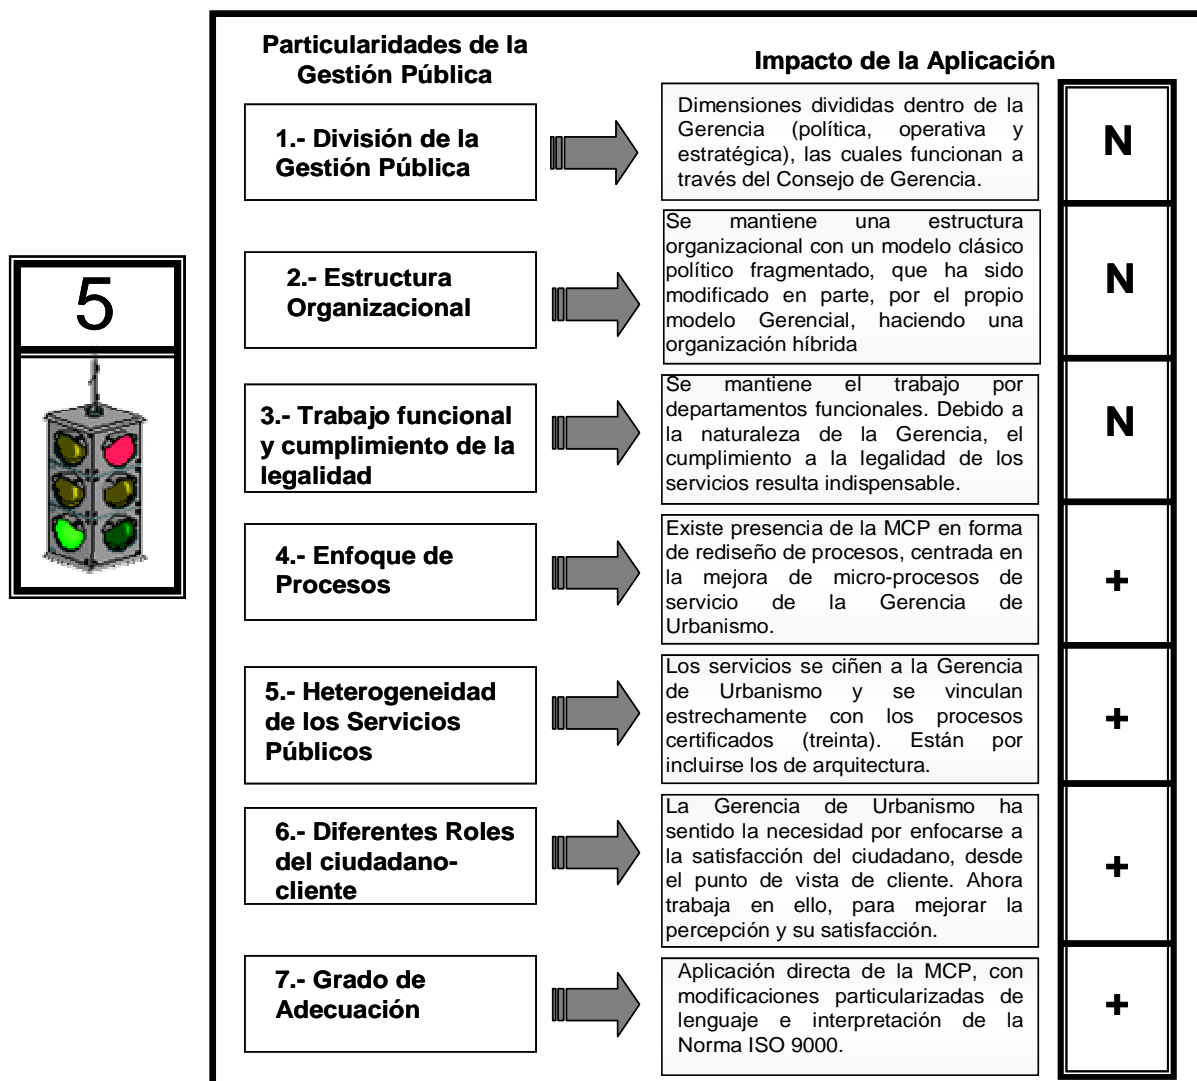 Particularidades de la
Gestión Pública
Impacto de la Aplicación
5
1.- División de la
Gestión Pública
Dimensiones divididas dentro de la
Gerencia (política, operativa y
estratégica), las cuales funcionan a
través del Consejo de Gerencia.
N
2.- Estructura
Organizacional
Se mantiene una estructura
organizacional con un modelo clásico
político fragmentado, que ha sido
modificado en parte, por el propio
modelo Gerencial, haciendo una
organización híbrida
N
3.- Trabajo funcional
y cumplimiento de la
legalidad
Se mantiene el trabajo por
departamentos funcionales. Debido a
la naturaleza de la Gerencia, el
cumplimiento a la legalidad de los
servicios resulta indispensable.
N
4.- Enfoque de
Procesos
Existe presencia de la MCP en forma
de rediseño de procesos, centrada en
la mejora de micro-procesos de
servicio de la Gerencia de
Urbanismo.
+
5.- Heterogeneidad
de los Servicios
Públicos
Los servicios se ciñen a la Gerencia
de Urbanismo y se vinculan
estrechamente con los procesos
certificados (treinta). Están por
incluirse los de arquitectura.
+
6.- Diferentes Roles
del ciudadano-
cliente
La Gerencia de Urbanismo ha
sentido la necesidad por enfocarse a
la satisfacción del ciudadano, desde
el punto de vista de cliente. Ahora
trabaja en ello, para mejorar la
percepción y su satisfacción.
+
7.- Grado de
Adecuación
Aplicación directa de la MCP, con
modificaciones particularizadas de
lenguaje e interpretación de la
Norma ISO 9000.
+